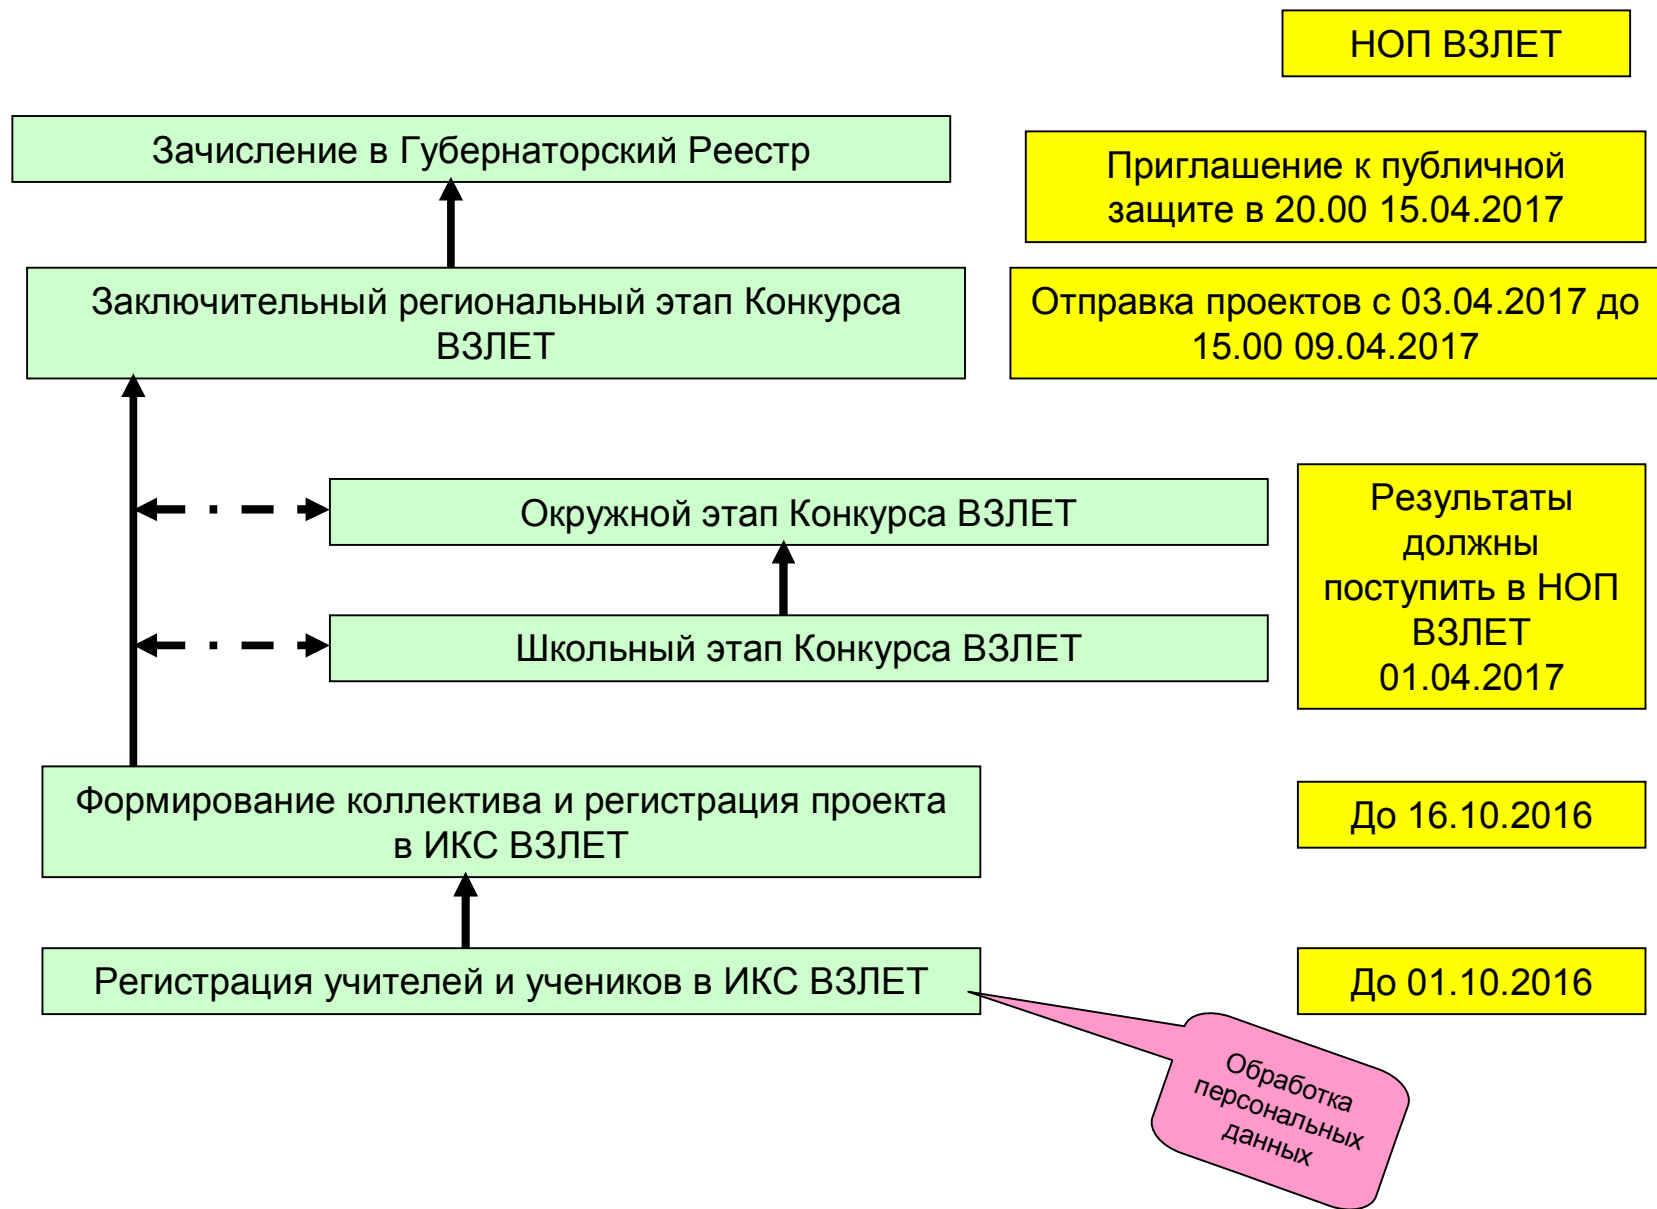 НОП ВЗЛЕТ
Зачисление в Губернаторский Реестр
Приглашение к публичной
защите в 20.00 15.04.2017
Заключительный региональный этап Конкурса
ВЗЛЕТ
Отправка проектов с 03.04.2017 до
15.00 09.04.2017
Окружной этап Конкурса ВЗЛЕТ
Школьный этап Конкурса ВЗЛЕТ
Результаты
должны
поступить в НОП
ВЗЛЕТ
01.04.2017
Формирование коллектива и регистрация проекта
в ИКС ВЗЛЕТ
До 16.10.2016
Регистрация учителей и учеников в ИКС ВЗЛЕТ
До 01.10.2016
Обработка
персональных
данных